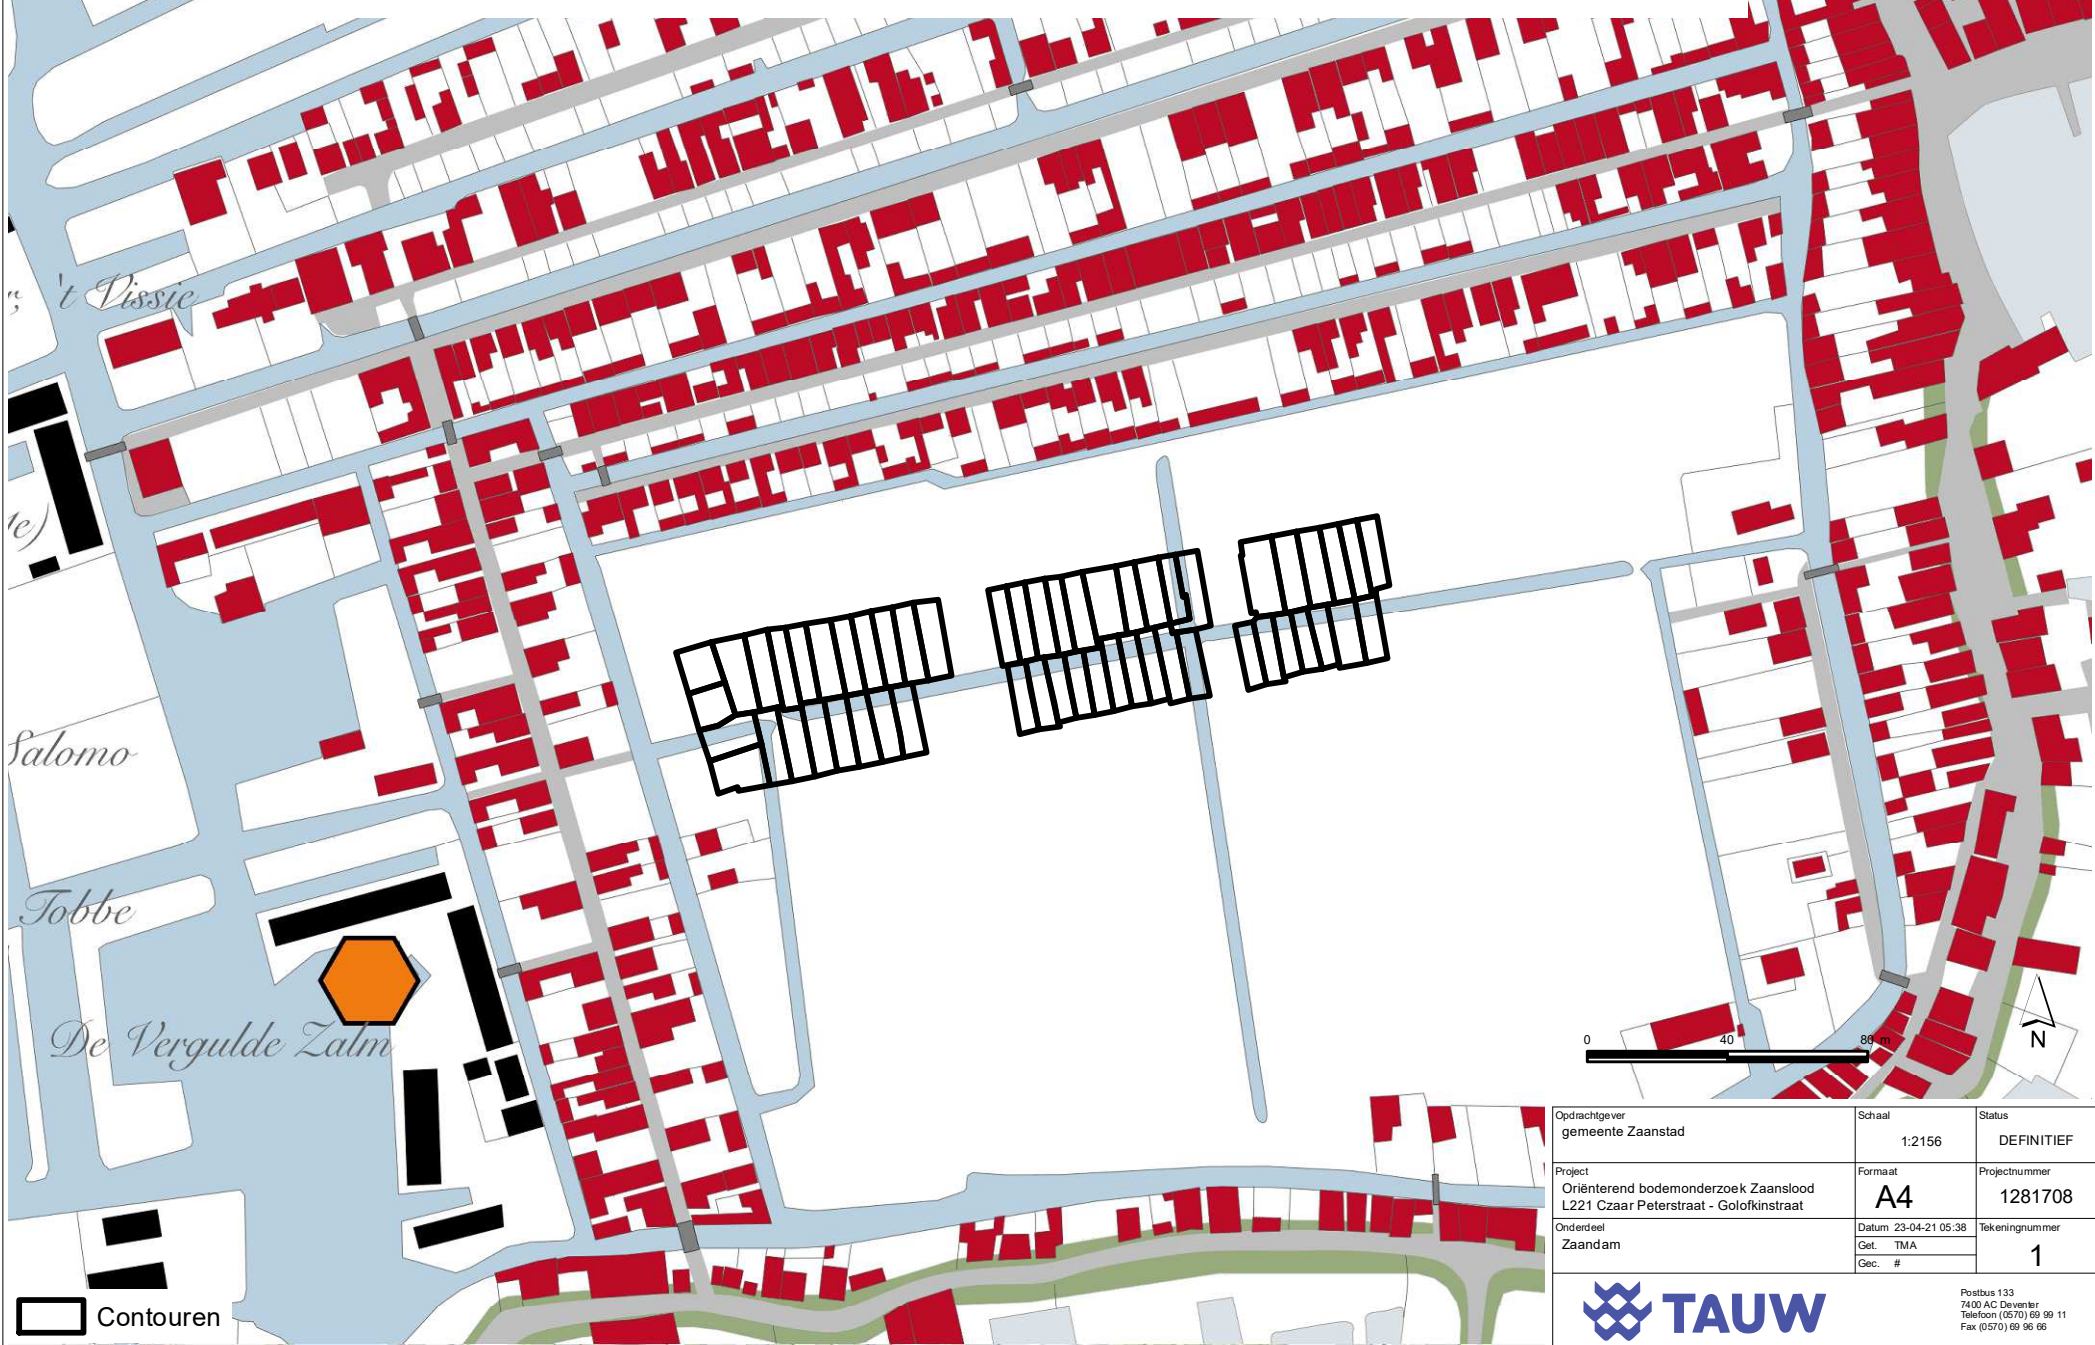 't Vissie
Salomo
Tobbe
De Vergulde Zalm
0 40 80 m
N
Contouren
Opdrachtgever
gemeente Zaanstad
Schaal
1:2156
Status
DEFINITIEF
Project
Oriënterend bodemonderzoek Zaanslood
L221 Czaar Peterstraat - Golofkinstraat
Formaat
A4
Projectnummer
1281708
Onderdeel
Zaandam
Datum 23-04-21 05:38
Get. TMA
Gec. #
Tekeningnummer
1
TAUW
Postbus 133
7400 AC Deventer
Telefoon (0570) 69 99 11
Fax (0570) 69 96 66